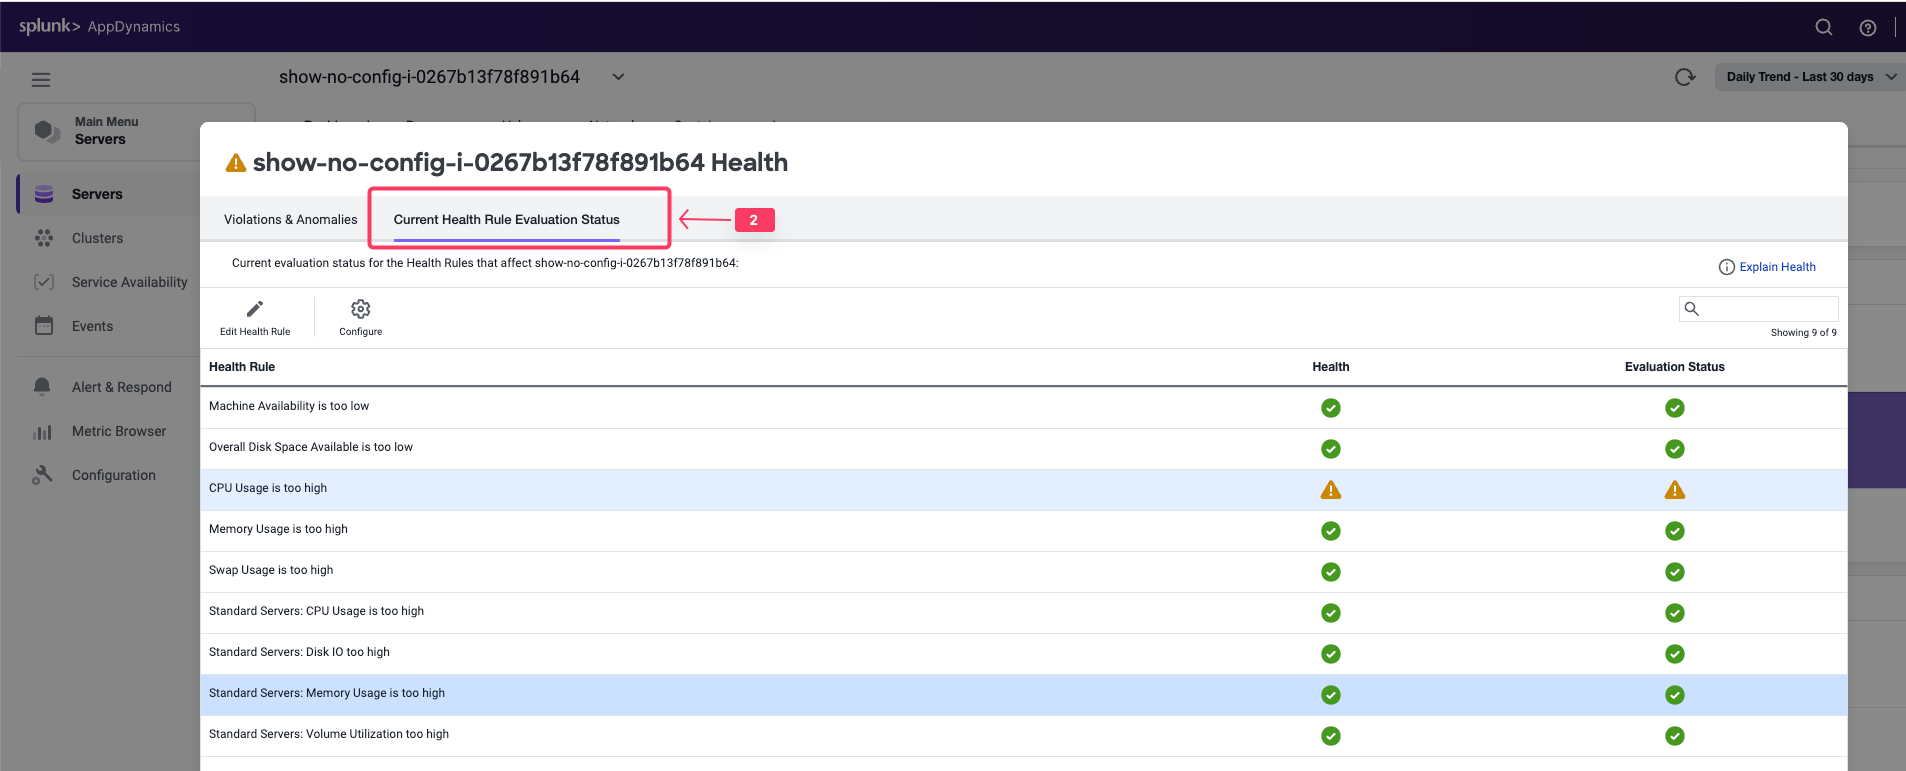 splunk> AppDynamics
show-no-config-i-0267b13f78f891b64
Daily Trend - Last 30 days
Main Menu
Servers
Servers
Clusters
Service Availability
Events
Alert & Respond
Metric Browser
Configuration
show-no-config-i-0267b13f78f891b64 Health
Violations & Anomalies
Current Health Rule Evaluation Status
2
Current evaluation status for the Health Rules that affect show-no-config-i-0267b13f78f891b64:
Explain Health
Edit Health Rule
Configure
Showing 9 of 9
Health Rule Health Evaluation Status
Machine Availability is too low
Overall Disk Space Available is too low
CPU Usage is too high
Memory Usage is too high
Swap Usage is too high
Standard Servers: CPU Usage is too high
Standard Servers: Disk IO too high
Standard Servers: Memory Usage is too high
Standard Servers: Volume Utilization too high